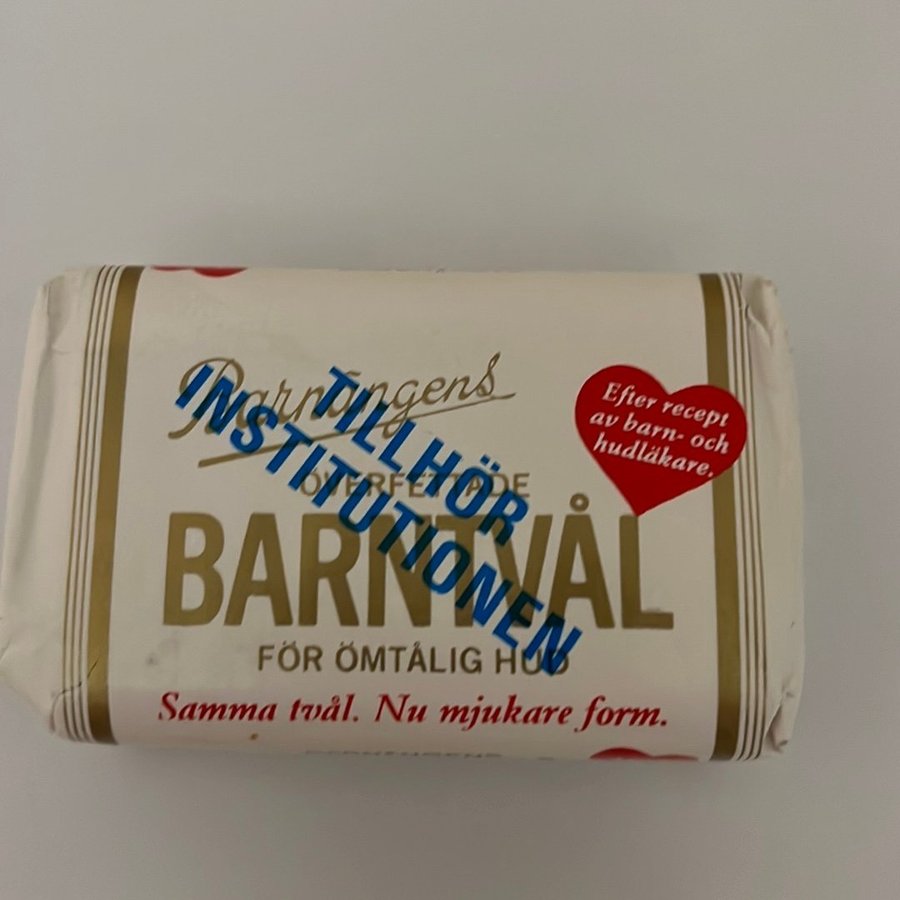 Barnängens
TILLHÖR
INSTITUTIONEN
Efter recept
av barn- och
hudläkare.
ÖVERFETTADE
BARNTVÅL
FÖR ÖMTÅLIG HUD
Samma tvål. Nu mjukare form.
BARNÄNGENS